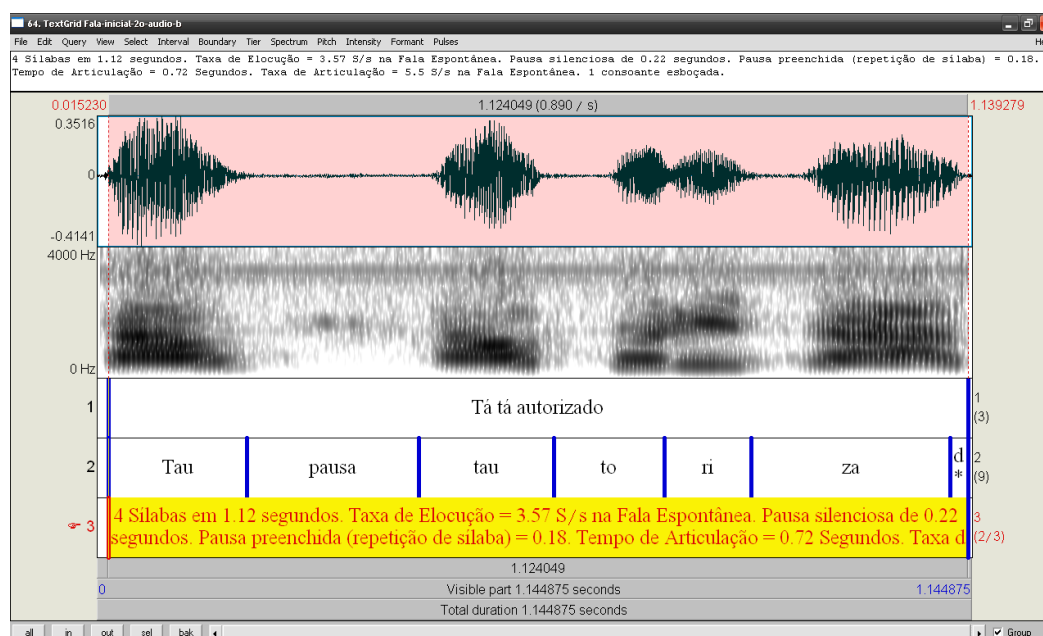 64. TextGrid Fala-inicial-2o-audio-b
File Edit Query View Select Interval Boundary Tier Spectrum Pitch Intensity Formant Pulses He
4 Sílabas em 1.12 segundos. Taxa de Elocução = 3.57 S/s na Fala Espontânea. Pausa silenciosa de 0.22 segundos. Pausa preenchida (repetição de sílaba) = 0.18.
Tempo de Articulação = 0.72 Segundos. Taxa de Articulação = 5.5 S/s na Fala Espontânea. 1 consoante esboçada.
0.015230 1.124049 (0.890 / s) 1.139279
0.3516
0
-0.4141
4000 Hz
0 Hz
1 Tá tá autorizado 1
(3)
2 Tau pausa tau to ri za d* 2
(9)
3 4 Sílabas em 1.12 segundos. Taxa de Elocução = 3.57 S/s na Fala Espontânea. Pausa silenciosa de 0.22 3
segundos. Pausa preenchida (repetição de sílaba) = 0.18. Tempo de Articulação = 0.72 Segundos. Taxa d (2/3)
1.124049
0 Visible part 1.144875 seconds 1.144875
Total duration 1.144875 seconds
all in out sel bak Group